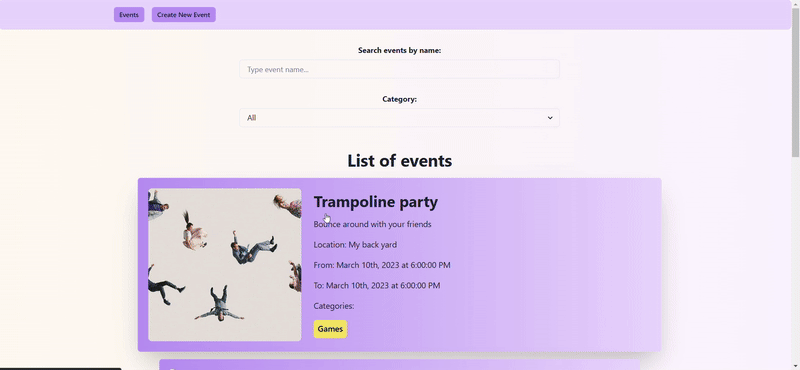 Events
Create New Event
Search events by name:
Type event name...
Category:
All
List of events
Trampoline party
Bounce around with your friends
Location: My back yard
From: March 10th, 2023 at 6:00:00 PM
To: March 10th, 2023 at 6:00:00 PM
Categories:
Games